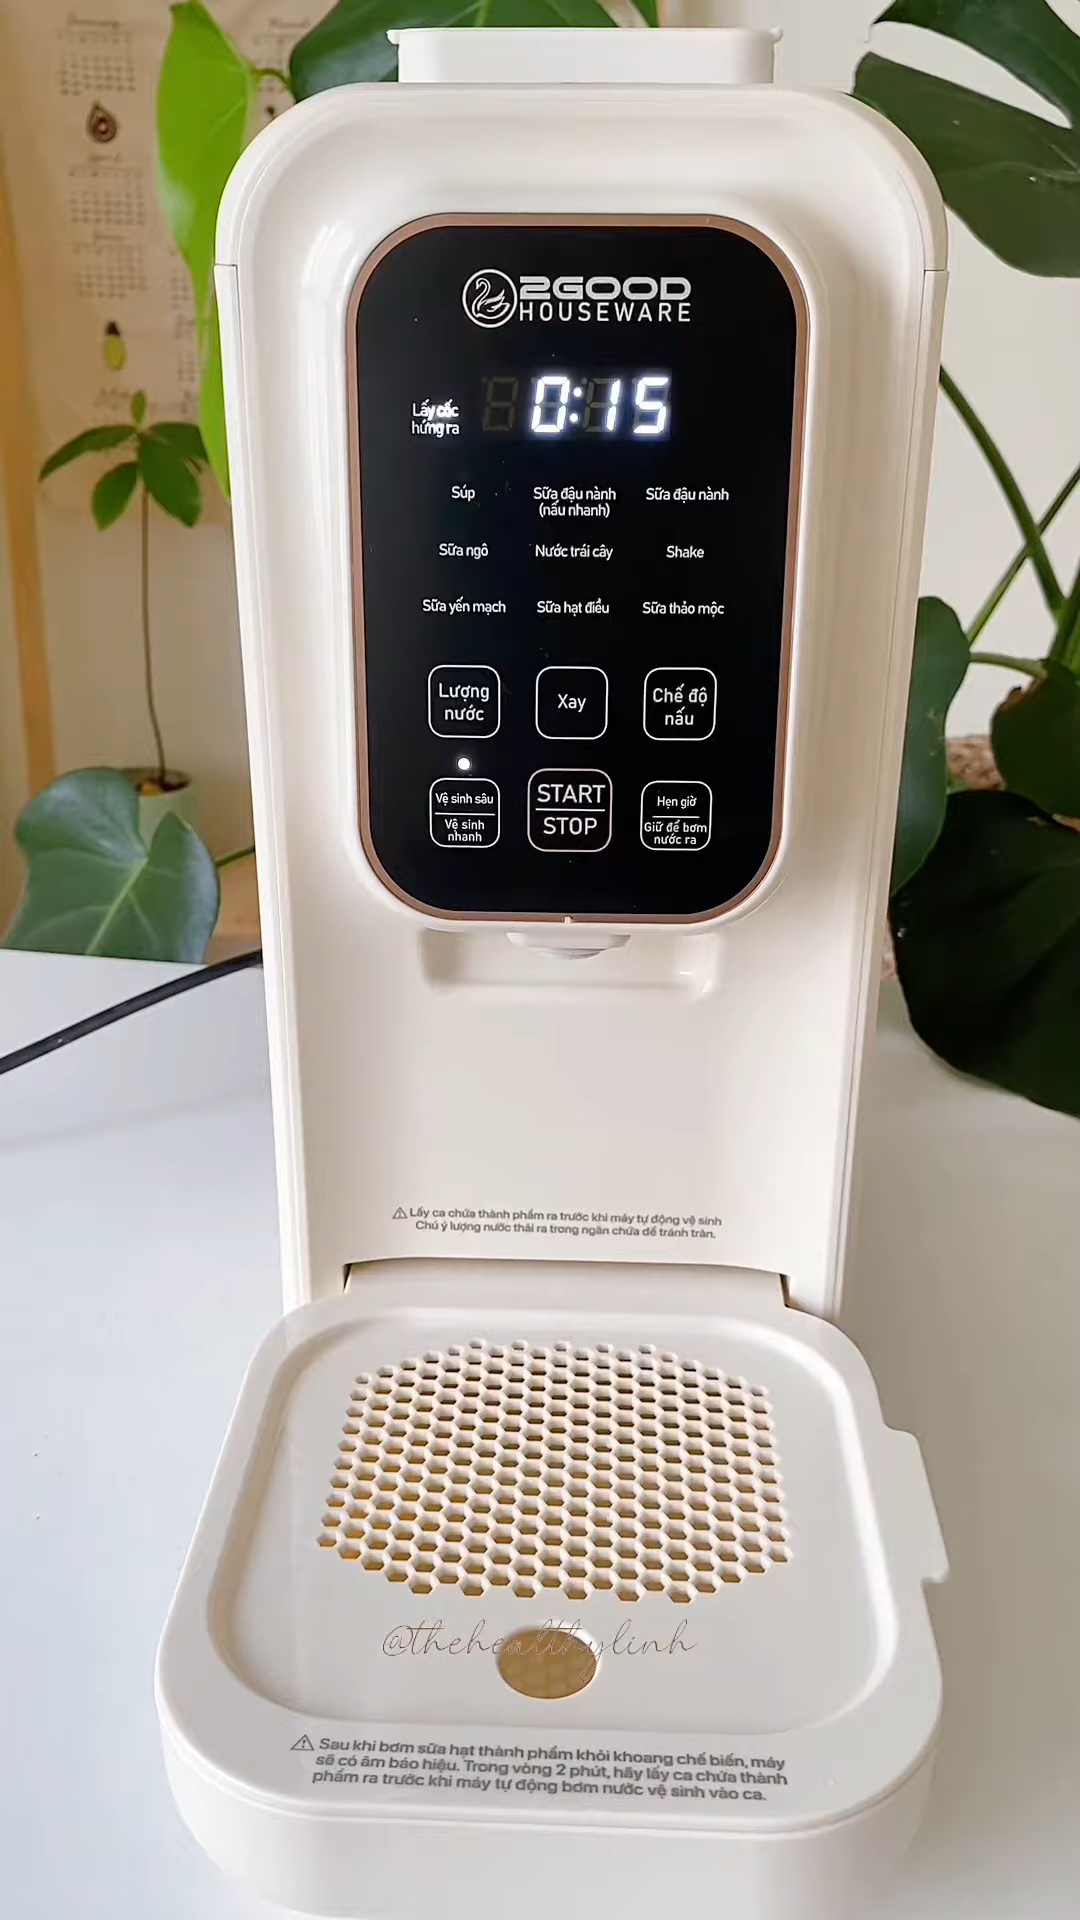 2GOOD
HOUSEWARE
Lấy cốc
hứng ra
0:15
Súp
Sữa đậu nành
(nấu nhanh)
Sữa đậu nành
Sữa ngô
Nước trái cây
Shake
Sữa yến mạch
Sữa hạt điều
Sữa thảo mộc
Lượng
nước
Xay
Chế độ
nấu
Vệ sinh sâu
Vệ sinh
nhanh
START
STOP
Hẹn giờ
Giữ để bơm
nước ra
Lấy ca chứa thành phẩm ra trước khi máy tự động vệ sinh
Chú ý lượng nước thải ra trong ngăn chứa để tránh tràn.
@thehealthylinh
Sau khi bơm sữa hạt thành phẩm khỏi khoang chế biến, máy
sẽ có âm báo hiệu. Trong vòng 2 phút, hãy lấy ca chứa thành
phẩm ra trước khi máy tự động bơm nước vệ sinh vào ca.